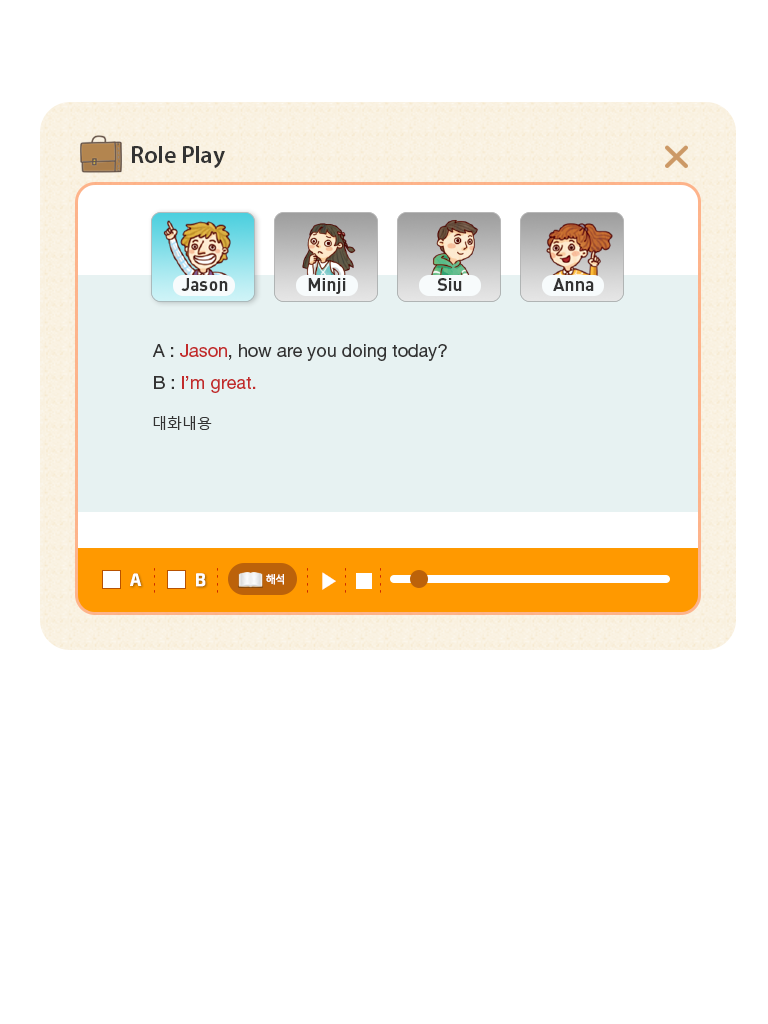 Role Play
Jason
Minji
Siu
Anna
A : Jason, how are you doing today?
B : I’m great.
대화내용
A
B
해석